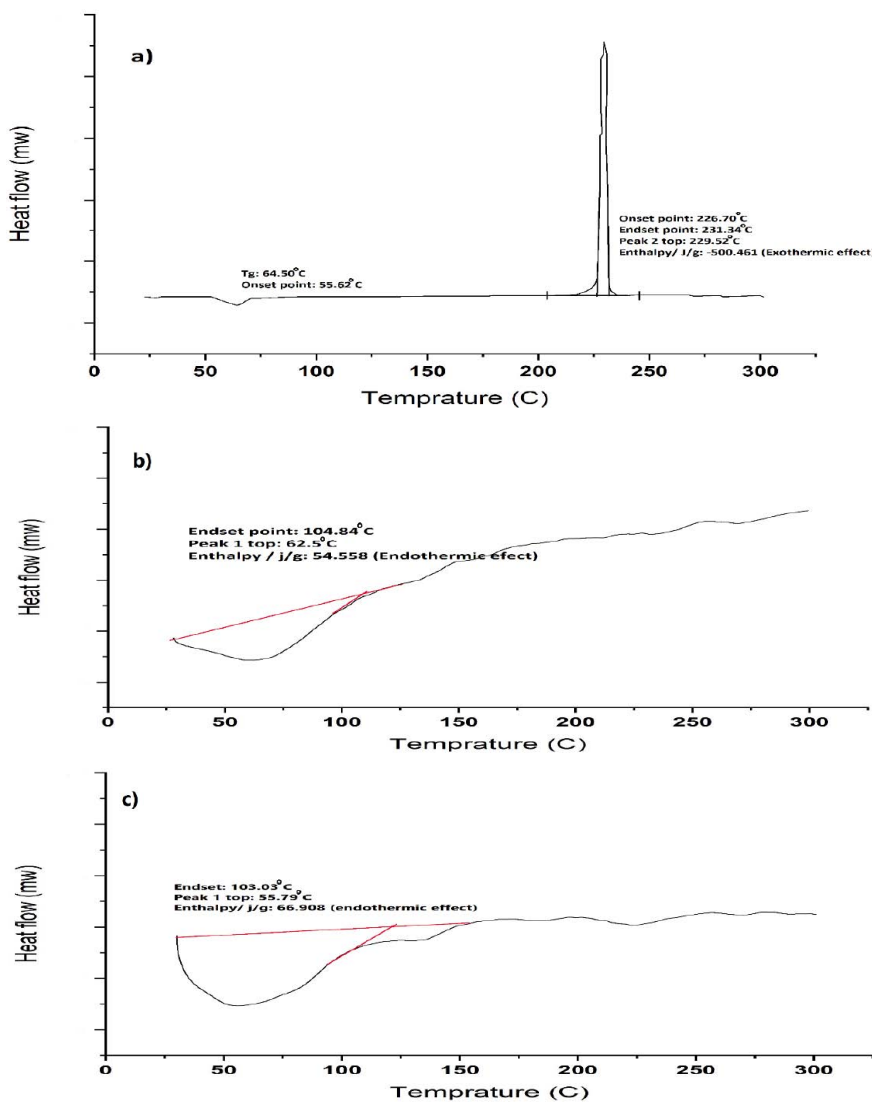 a)
Heat flow (mw)
Tg: 64.50°C
Onset point: 55.62°C
Onset point: 226.70°C
Endset point: 231.34°C
Peak 2 top: 229.52°C
Enthalpy/ J/g: -500.461 (Exothermic effect)
0 50 100 150 200 250 300
Temprature (C)
b)
Heat flow (mw)
Endset point: 104.84°C
Peak 1 top: 62.5°C
Enthalpy / j/g: 54.558 (Endothermic efect)
0 50 100 150 200 250 300
Temprature (C)
c)
Heat flow (mw)
Endset: 103.03°C
Peak 1 top: 55.79°C
Enthalpy/ j/g: 66.908 (endothermic effect)
0 50 100 150 200 250 300
Temprature (C)